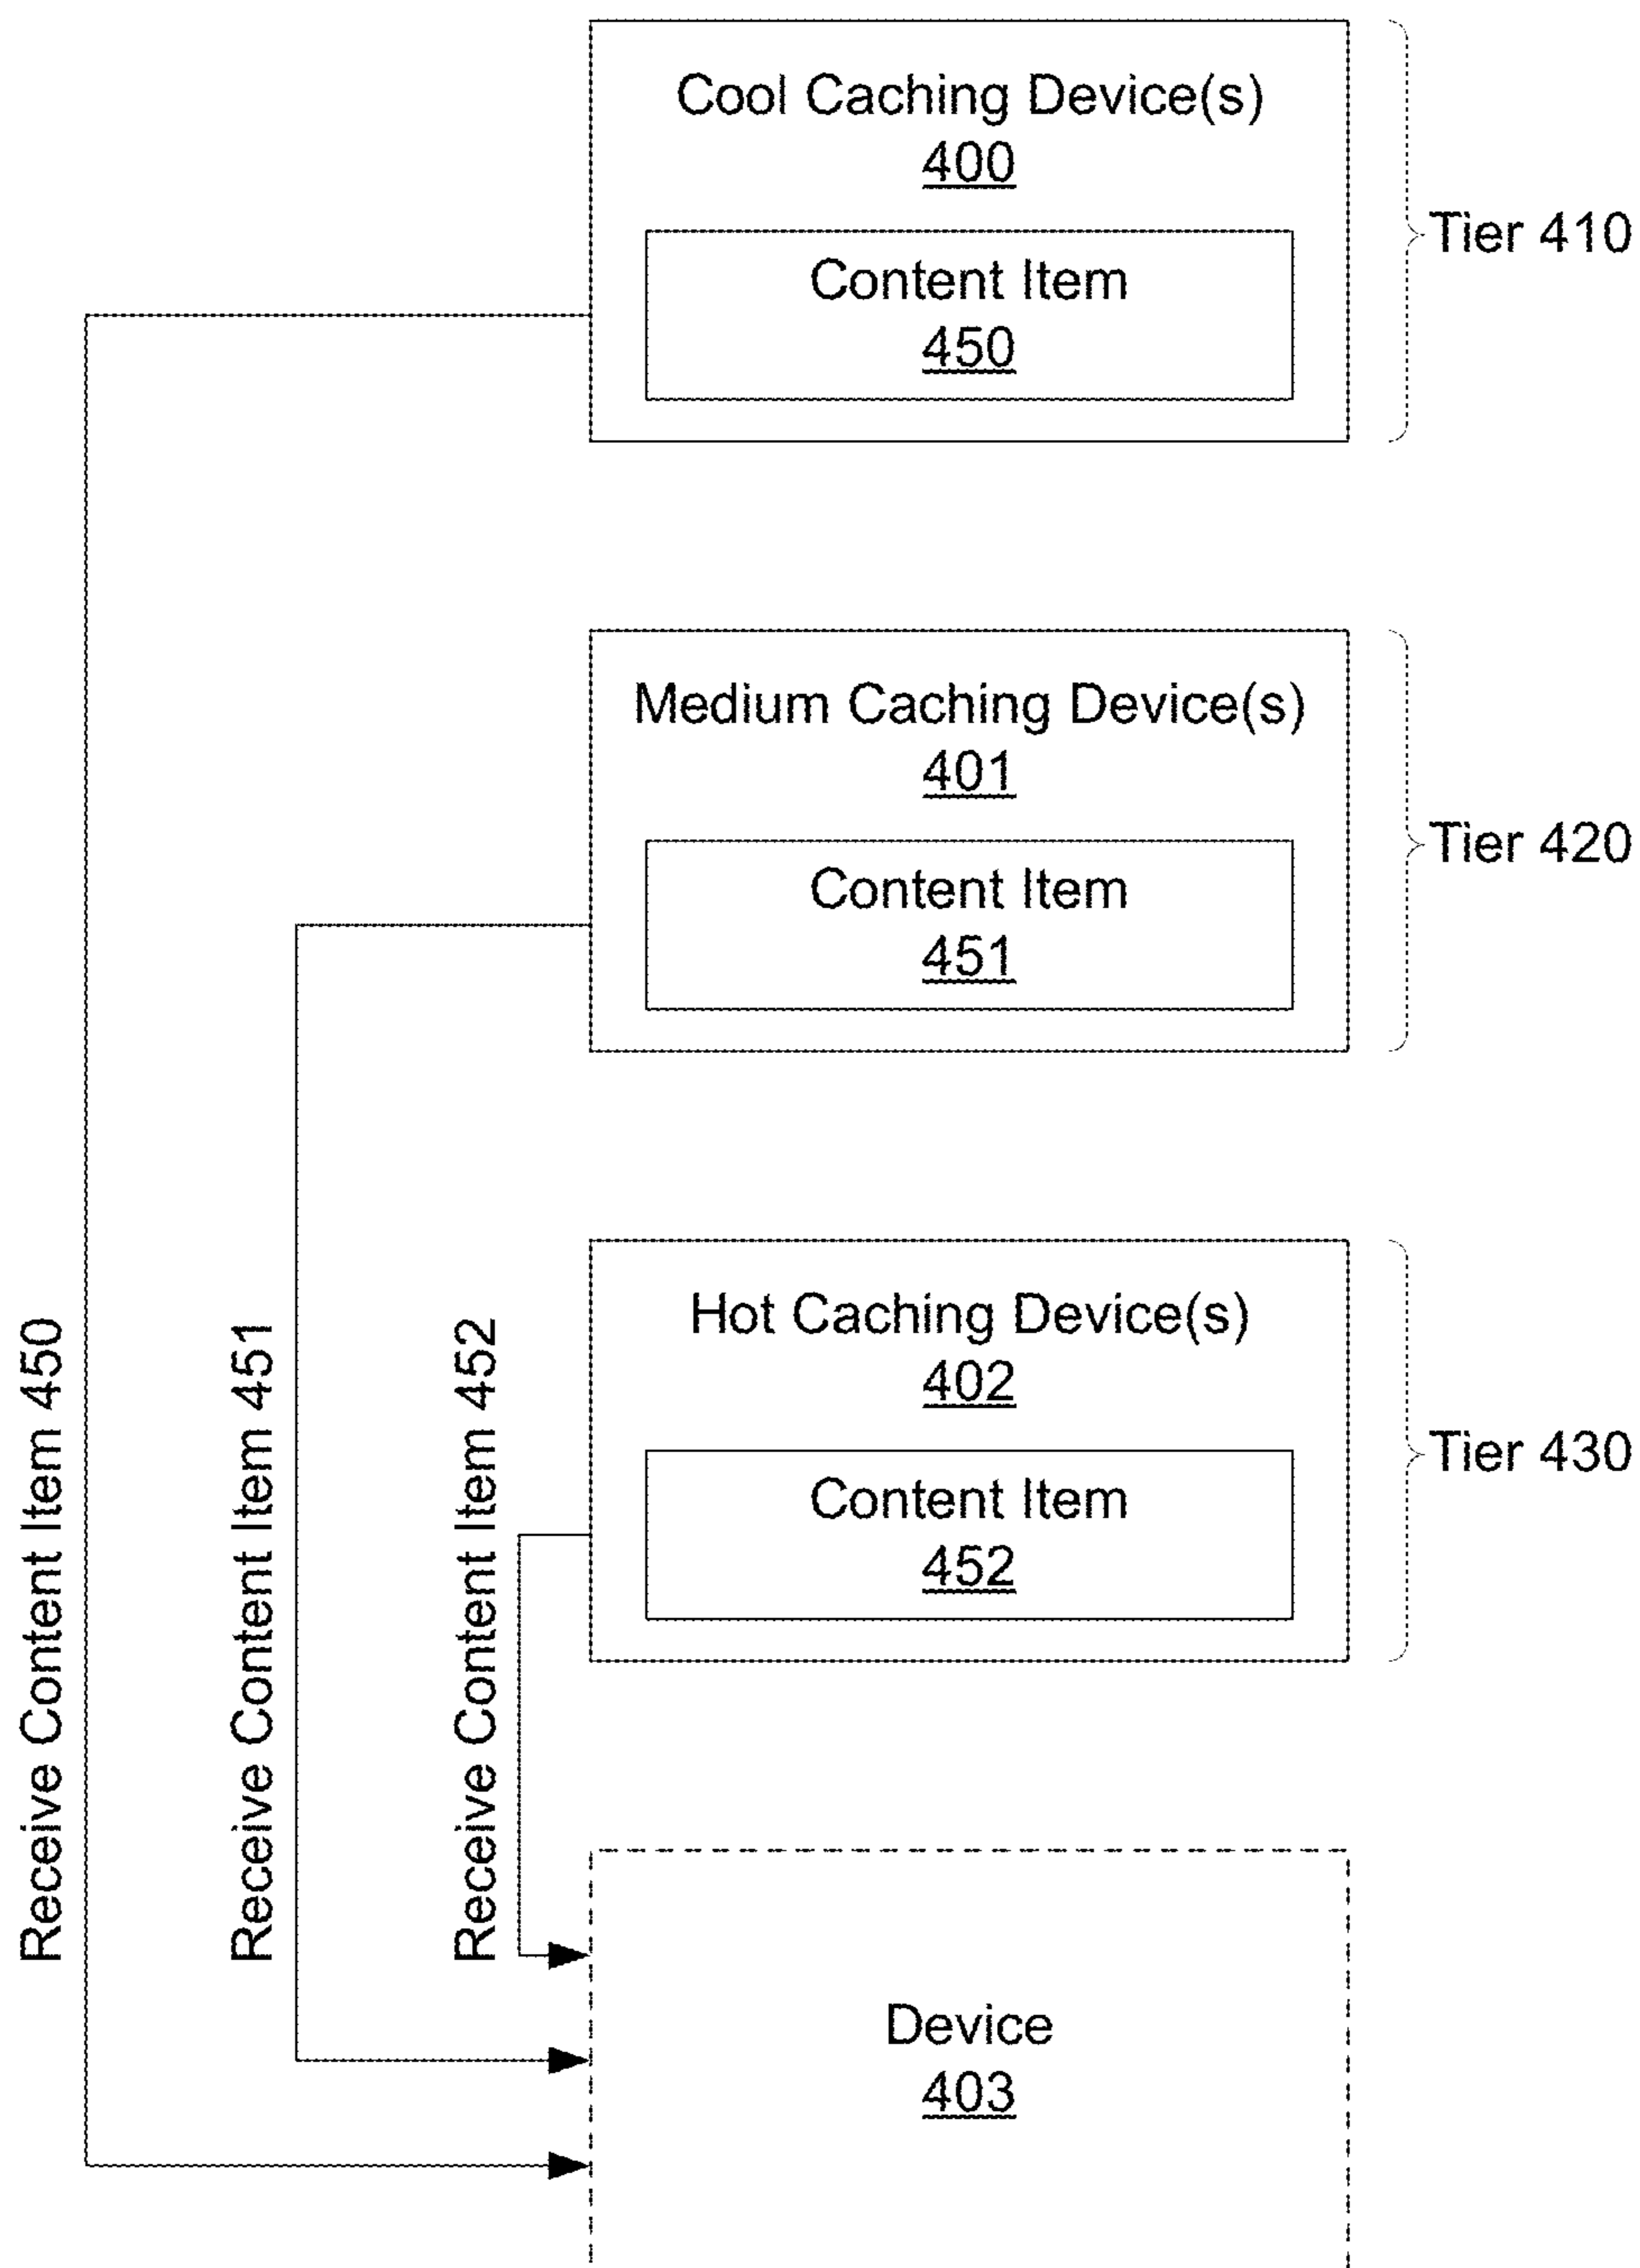 Cool Caching Device(s)
400
Content Item
450
Tier 410
Medium Caching Device(s)
401
Content Item
451
Tier 420
Hot Caching Device(s)
402
Content Item
452
Tier 430
Receive Content Item 450
Receive Content Item 451
Receive Content Item 452
Device
403